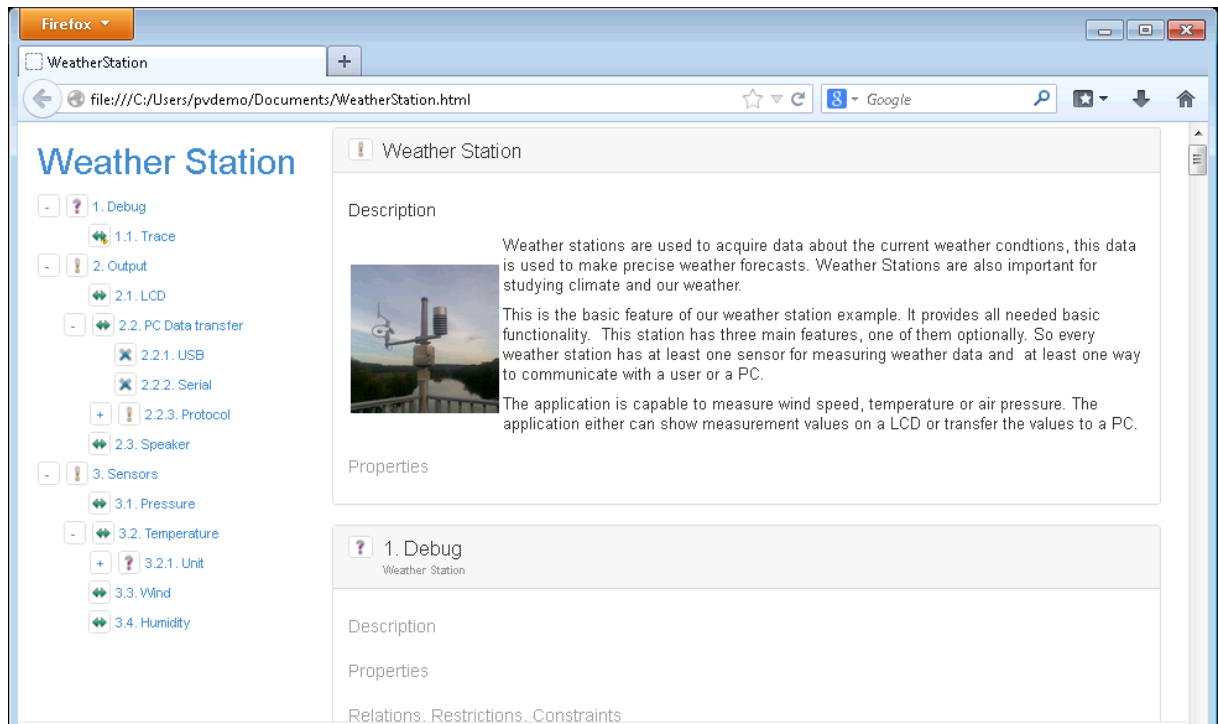 Firefox
WeatherStation
file:///C:/Users/pvdemo/Documents/WeatherStation.html
Google
Weather Station
- 1. Debug
1.1. Trace
- 2. Output
2.1. LCD
- 2.2. PC Data transfer
2.2.1. USB
2.2.2. Serial
+ 2.2.3. Protocol
2.3. Speaker
- 3. Sensors
3.1. Pressure
- 3.2. Temperature
+ 3.2.1. Unit
3.3. Wind
3.4. Humidity
Weather Station
Description
Weather stations are used to acquire data about the current weather condtions, this data
is used to make precise weather forecasts. Weather Stations are also important for
studying climate and our weather.
This is the basic feature of our weather station example. It provides all needed basic
functionality. This station has three main features, one of them optionally. So every
weather station has at least one sensor for measuring weather data and at least one way
to communicate with a user or a PC.
The application is capable to measure wind speed, temperature or air pressure. The
application either can show measurement values on a LCD or transfer the values to a PC.
Properties
1. Debug
Weather Station
Description
Properties
Relations, Restrictions, Constraints